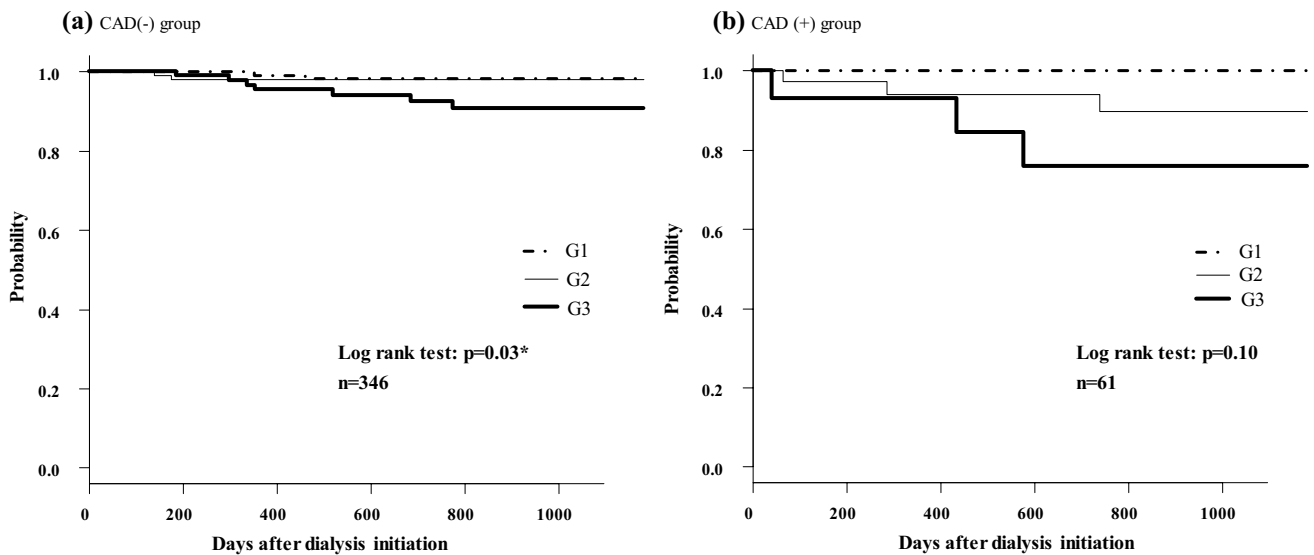 (a) CAD(-) group
1.0
0.8
0.6
0.4
0.2
0.0
Probability
G1
G2
G3
Log rank test: p=0.03*
n=346
0 200 400 600 800 1000
Days after dialysis initiation
(b) CAD (+) group
1.0
0.8
0.6
0.4
0.2
0.0
Probability
G1
G2
G3
Log rank test: p=0.10
n=61
0 200 400 600 800 1000
Days after dialysis initiation